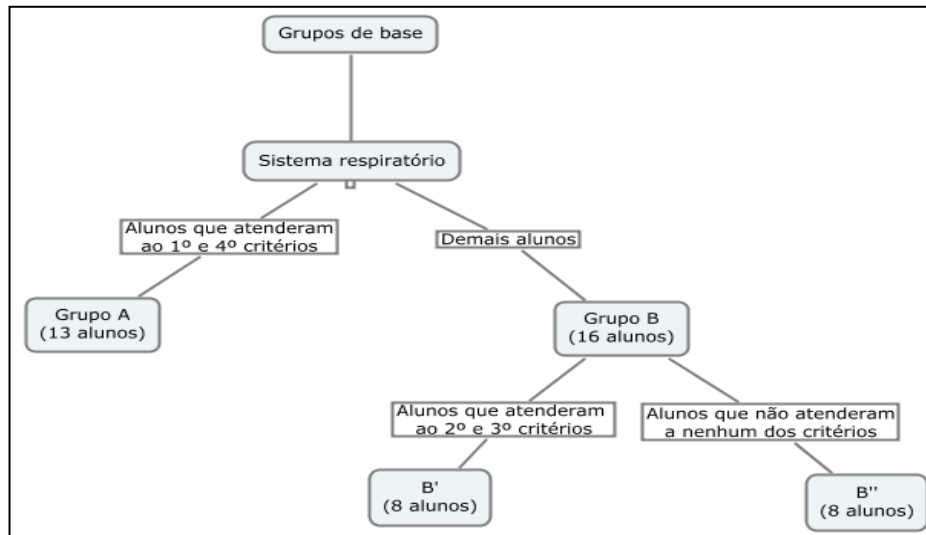 Grupos de base
Sistema respiratório
Alunos que atenderam
ao 1º e 4º critérios
Demais alunos
Grupo A
(13 alunos)
Grupo B
(16 alunos)
Alunos que atenderam
ao 2º e 3º critérios
Alunos que não atenderam
a nenhum dos critérios
B'
(8 alunos)
B''
(8 alunos)